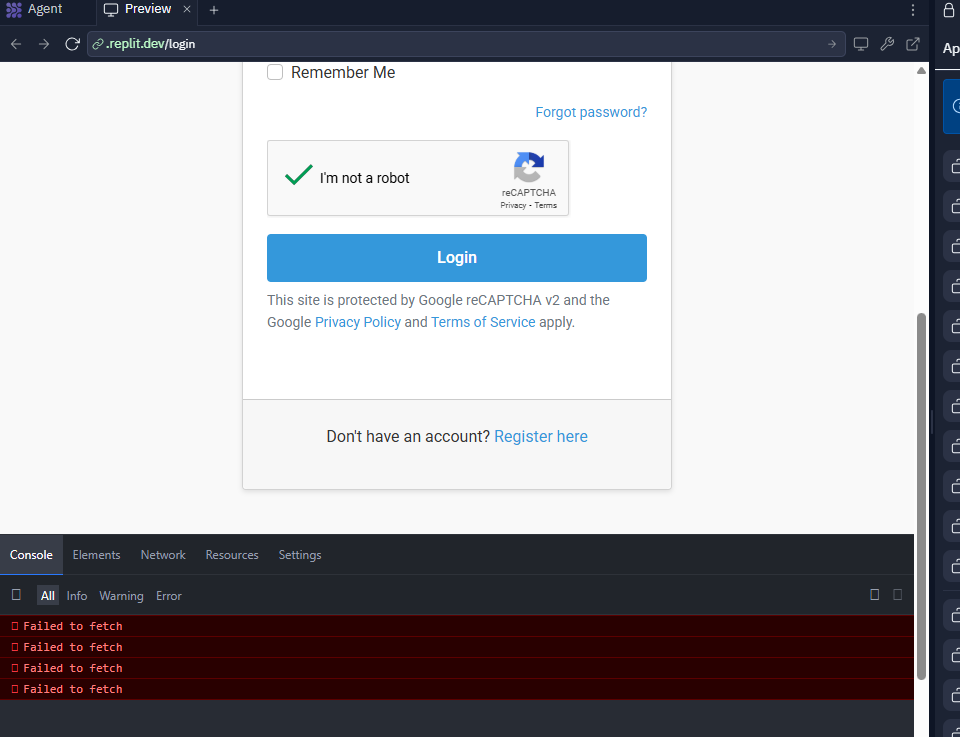 Agent
Preview
.replit.dev/login
Ap
Remember Me
Forgot password?
I'm not a robot
reCAPTCHA
Privacy - Terms
Login
This site is protected by Google reCAPTCHA v2 and the
Google Privacy Policy and Terms of Service apply.
Don't have an account? Register here
Console Elements Network Resources Settings
All Info Warning Error
Failed to fetch
Failed to fetch
Failed to fetch
Failed to fetch